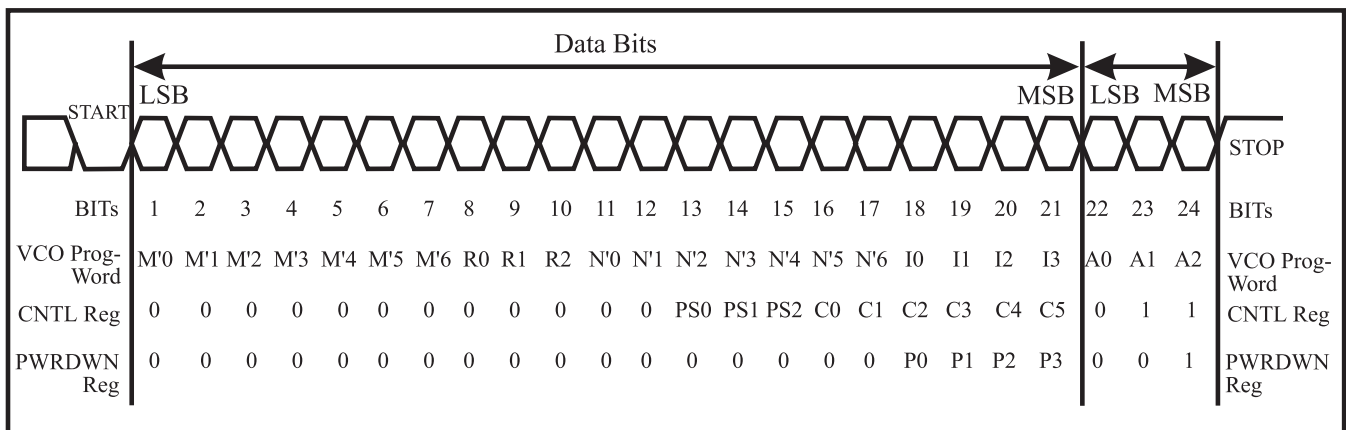 Data Bits
START LSB MSB LSB MSB
STOP
BITs 1 2 3 4 5 6 7 8 9 10 11 12 13 14 15 16 17 18 19 20 21 22 23 24 BITs
VCO Prog-Word M'0 M'1 M'2 M'3 M'4 M'5 M'6 R0 R1 R2 N'0 N'1 N'2 N'3 N'4 N'5 N'6 I0 I1 I2 I3 A0 A1 A2 VCO Prog-Word
CNTL Reg 0 0 0 0 0 0 0 0 0 0 0 0 PS0 PS1 PS2 C0 C1 C2 C3 C4 C5 0 1 1 CNTL Reg
PWRDWN Reg 0 0 0 0 0 0 0 0 0 0 0 0 0 0 0 0 0 P0 P1 P2 P3 0 0 1 PWRDWN Reg